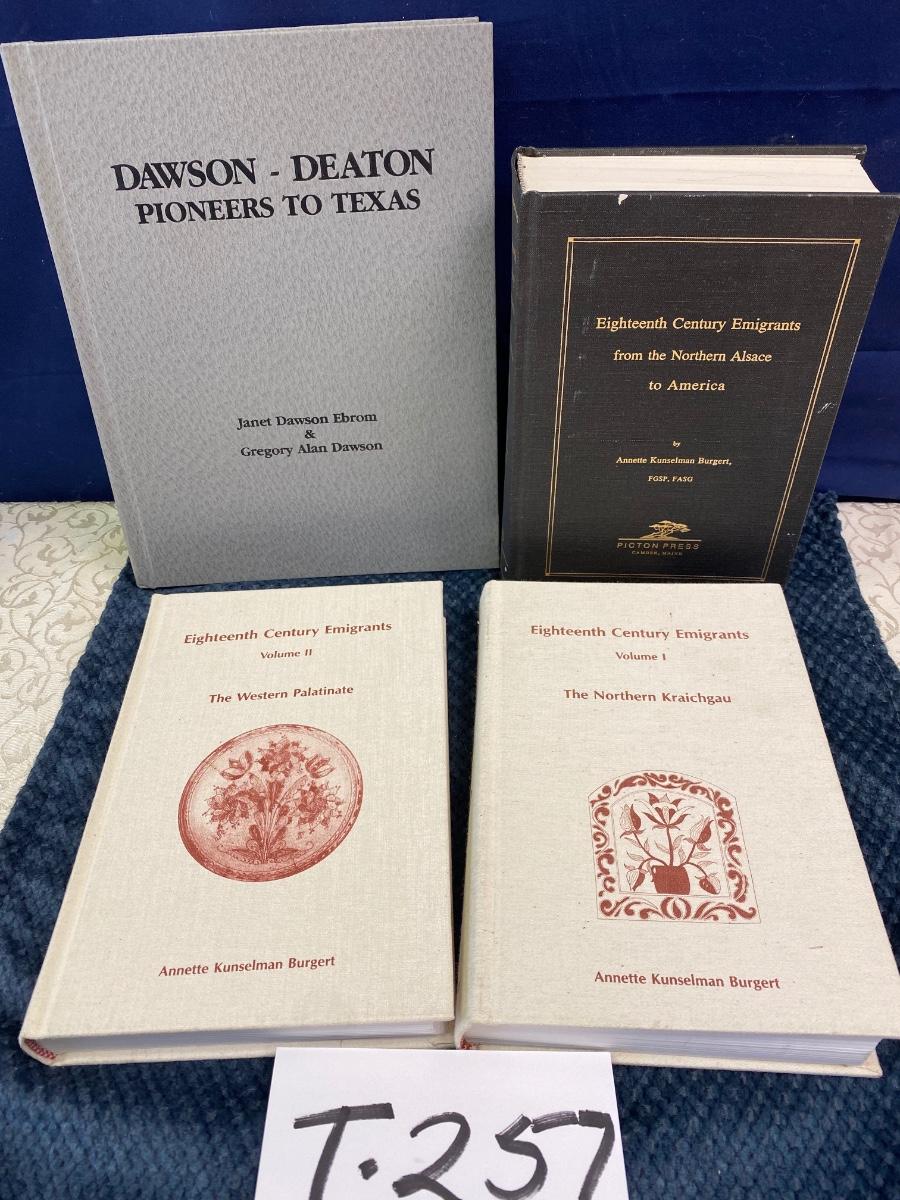 DAWSON - DEATON
PIONEERS TO TEXAS
Janet Dawson Ebrom
&
Gregory Alan Dawson
Eighteenth Century Emigrants
from the Northern Alsace
to America
by
Annette Kunselman Burgert,
FGSP, FASG
PICTON PRESS
CAMDEN, MAINE
Eighteenth Century Emigrants
Volume II
The Western Palatinate
Annette Kunselman Burgert
Eighteenth Century Emigrants
Volume I
The Northern Kraichgau
Annette Kunselman Burgert
T.257